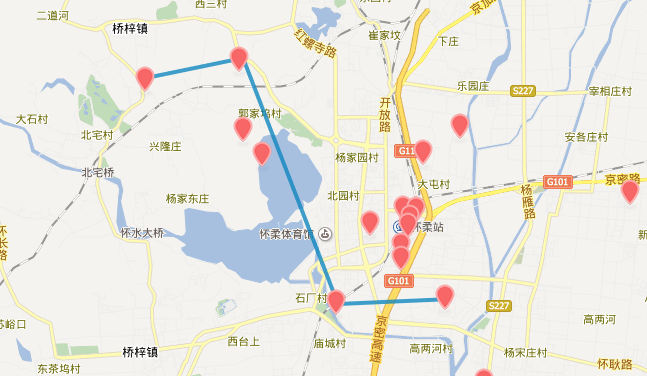 二道河
西三村
桥梓镇
崔家坟
下庄
红螺寺路
乐园庄
S227
宰相庄村
大石村
郭家坞村
开放路
北宅村
兴隆庄
安各庄村
杨家园村
G11
北宅桥
大屯村
G101
京密路
杨家东庄
北园村
杨雁路
怀水大桥
怀柔体育馆
怀柔站
怀长路
G101
石厂村
S227
苏峪口
京密高速
高两河
西台上
庙城村
高两河村
桥梓镇
杨宋庄村
东茶坞村
怀耿路